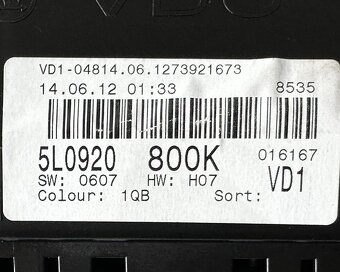 VDO
VD1-04814.06.1273921673
14.06.12 01:33 8535
5L0920 800K 016167
SW: 0607 HW: H07 VD1
Colour: 1QB Sort: